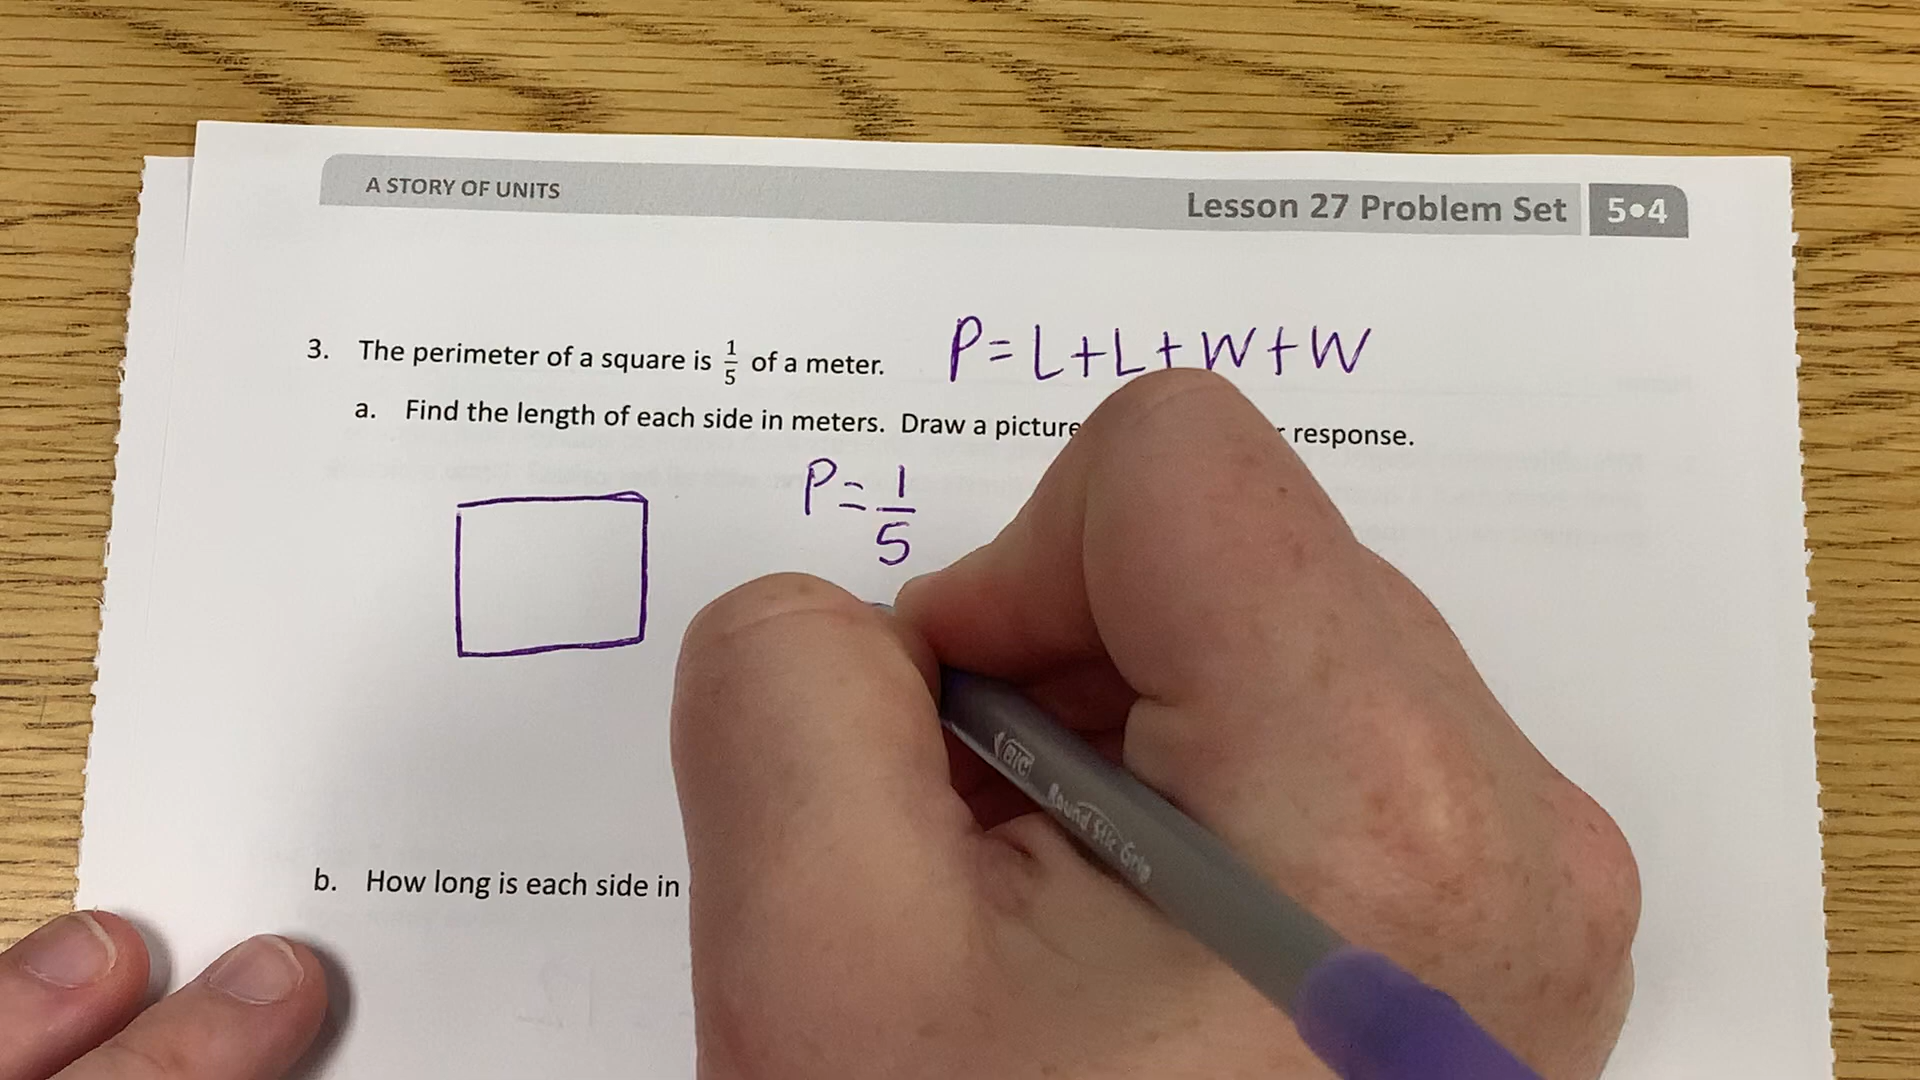 A STORY OF UNITS
Lesson 27 Problem Set 5•4
3. The perimeter of a square is 1/5 of a meter. P=L+L+W+W
a. Find the length of each side in meters. Draw a picture response.
P=1/5
b. How long is each side in
BIC Round Stic Grip